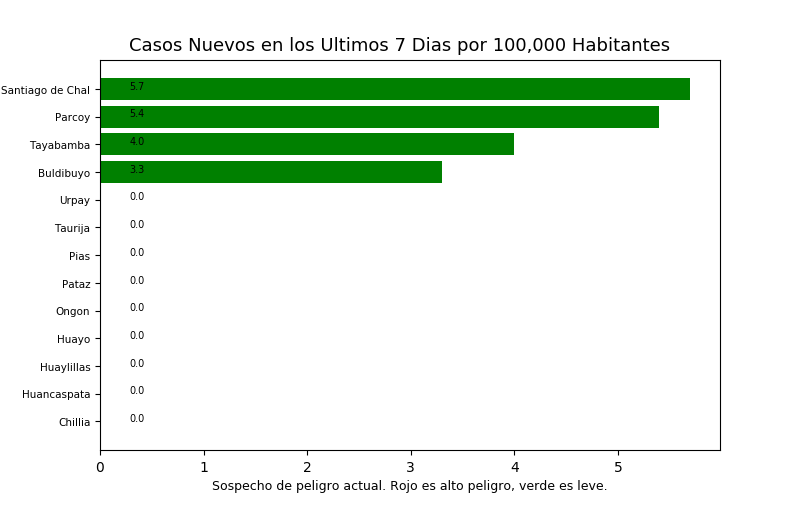 Casos Nuevos en los Ultimos 7 Dias por 100,000 Habitantes
Santiago de Chal 5.7
Parcoy 5.4
Tayabamba 4.0
Buldibuyo 3.3
Urpay 0.0
Taurija 0.0
Pias 0.0
Pataz 0.0
Ongon 0.0
Huayo 0.0
Huaylillas 0.0
Huancaspata 0.0
Chillia 0.0
0 1 2 3 4 5
Sospecho de peligro actual. Rojo es alto peligro, verde es leve.